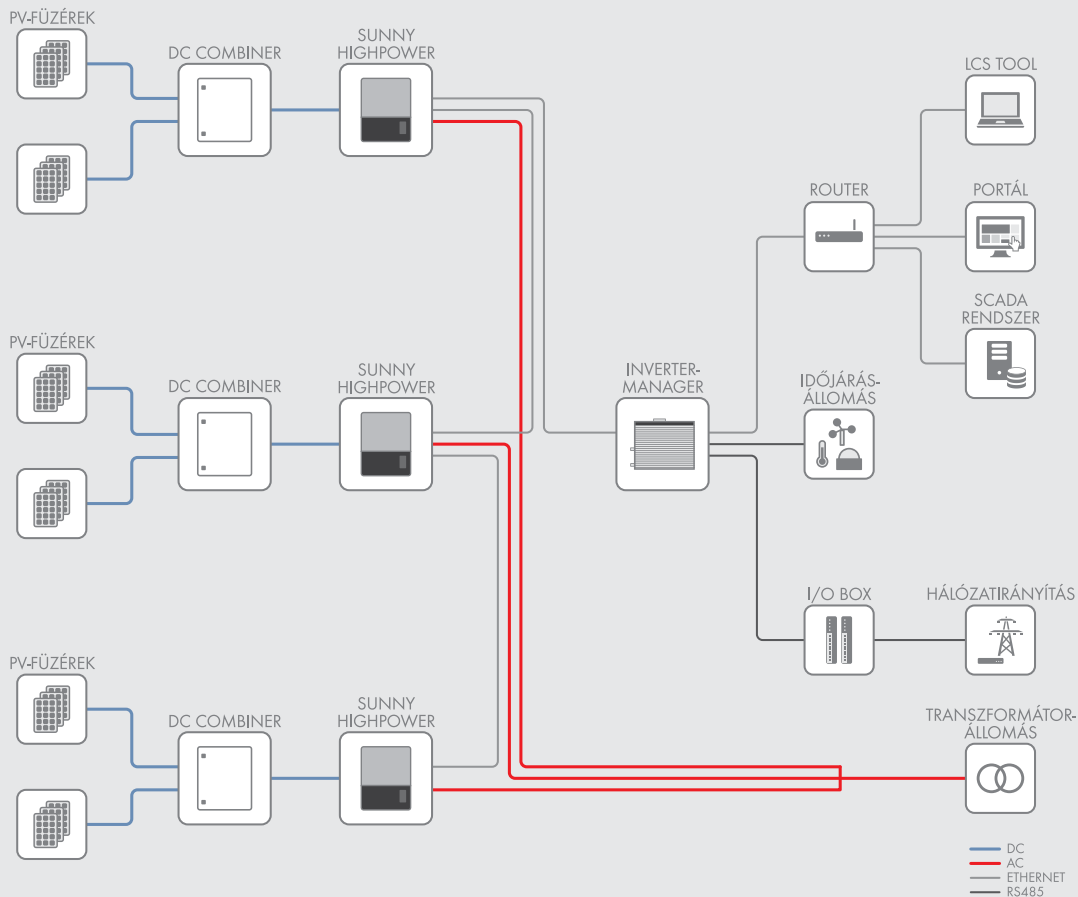 PV-FÜZÉREK
DC COMBINER
SUNNY
HIGHPOWER
LCS TOOL
ROUTER
PORTÁL
SCADA
RENDSZER
PV-FÜZÉREK
DC COMBINER
SUNNY
HIGHPOWER
INVERTER-
MANAGER
IDŐJÁRÁS-
ÁLLOMÁS
I/O BOX
HÁLÓZATIRÁNYÍTÁS
PV-FÜZÉREK
DC COMBINER
SUNNY
HIGHPOWER
TRANSZFORMÁTOR-
ÁLLOMÁS
DC
AC
ETHERNET
RS485